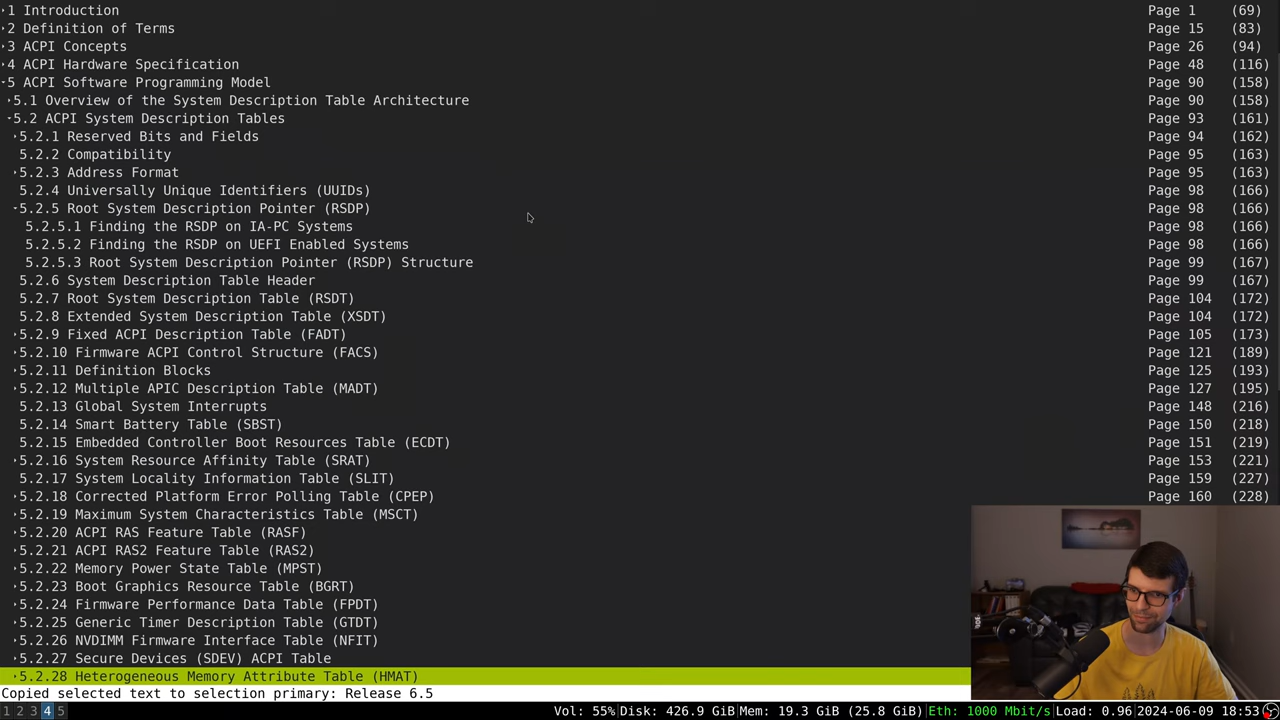 1 Introduction Page 1 (69)
2 Definition of Terms Page 15 (83)
3 ACPI Concepts Page 26 (94)
4 ACPI Hardware Specification Page 48 (116)
5 ACPI Software Programming Model Page 90 (158)
5.1 Overview of the System Description Table Architecture Page 90 (158)
5.2 ACPI System Description Tables Page 93 (161)
5.2.1 Reserved Bits and Fields Page 94 (162)
5.2.2 Compatibility Page 95 (163)
5.2.3 Address Format Page 95 (163)
5.2.4 Universally Unique Identifiers (UUIDs) Page 98 (166)
5.2.5 Root System Description Pointer (RSDP) Page 98 (166)
5.2.5.1 Finding the RSDP on IA-PC Systems Page 98 (166)
5.2.5.2 Finding the RSDP on UEFI Enabled Systems Page 98 (166)
5.2.5.3 Root System Description Pointer (RSDP) Structure Page 99 (167)
5.2.6 System Description Table Header Page 99 (167)
5.2.7 Root System Description Table (RSDT) Page 104 (172)
5.2.8 Extended System Description Table (XSDT) Page 104 (172)
5.2.9 Fixed ACPI Description Table (FADT) Page 105 (173)
5.2.10 Firmware ACPI Control Structure (FACS) Page 121 (189)
5.2.11 Definition Blocks Page 125 (193)
5.2.12 Multiple APIC Description Table (MADT) Page 127 (195)
5.2.13 Global System Interrupts Page 148 (216)
5.2.14 Smart Battery Table (SBST) Page 150 (218)
5.2.15 Embedded Controller Boot Resources Table (ECDT) Page 151 (219)
5.2.16 System Resource Affinity Table (SRAT) Page 153 (221)
5.2.17 System Locality Information Table (SLIT) Page 159 (227)
5.2.18 Corrected Platform Error Polling Table (CPEP) Page 160 (228)
5.2.19 Maximum System Characteristics Table (MSCT)
5.2.20 ACPI RAS Feature Table (RASF)
5.2.21 ACPI RAS2 Feature Table (RAS2)
5.2.22 Memory Power State Table (MPST)
5.2.23 Boot Graphics Resource Table (BGRT)
5.2.24 Firmware Performance Data Table (FPDT)
5.2.25 Generic Timer Description Table (GTDT)
5.2.26 NVDIMM Firmware Interface Table (NFIT)
5.2.27 Secure Devices (SDEV) ACPI Table
5.2.28 Heterogeneous Memory Attribute Table (HMAT)
Copied selected text to selection primary: Release 6.5
1 2 3 4 5 Vol: 55% Disk: 426.9 GiB Mem: 19.3 GiB (25.8 GiB) Eth: 1000 Mbit/s Load: 0.96 2024-06-09 18:53